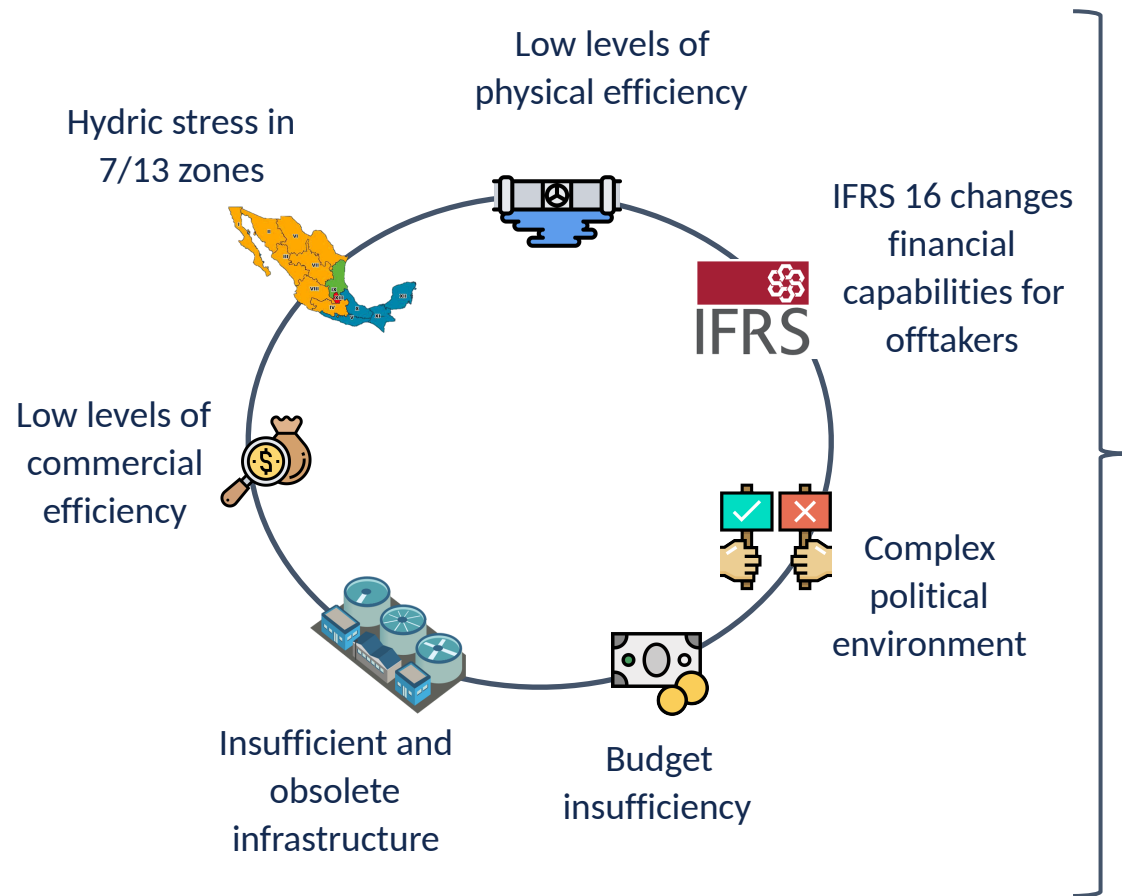 Low levels of
physical efficiency
Hydric stress in
7/13 zones
IFRS 16 changes
financial
capabilities for
offtakers
IFRS
Low levels of
commercial
efficiency
$
Complex
political
environment
Insufficient and
obsolete
infrastructure
Budget
insufficiency